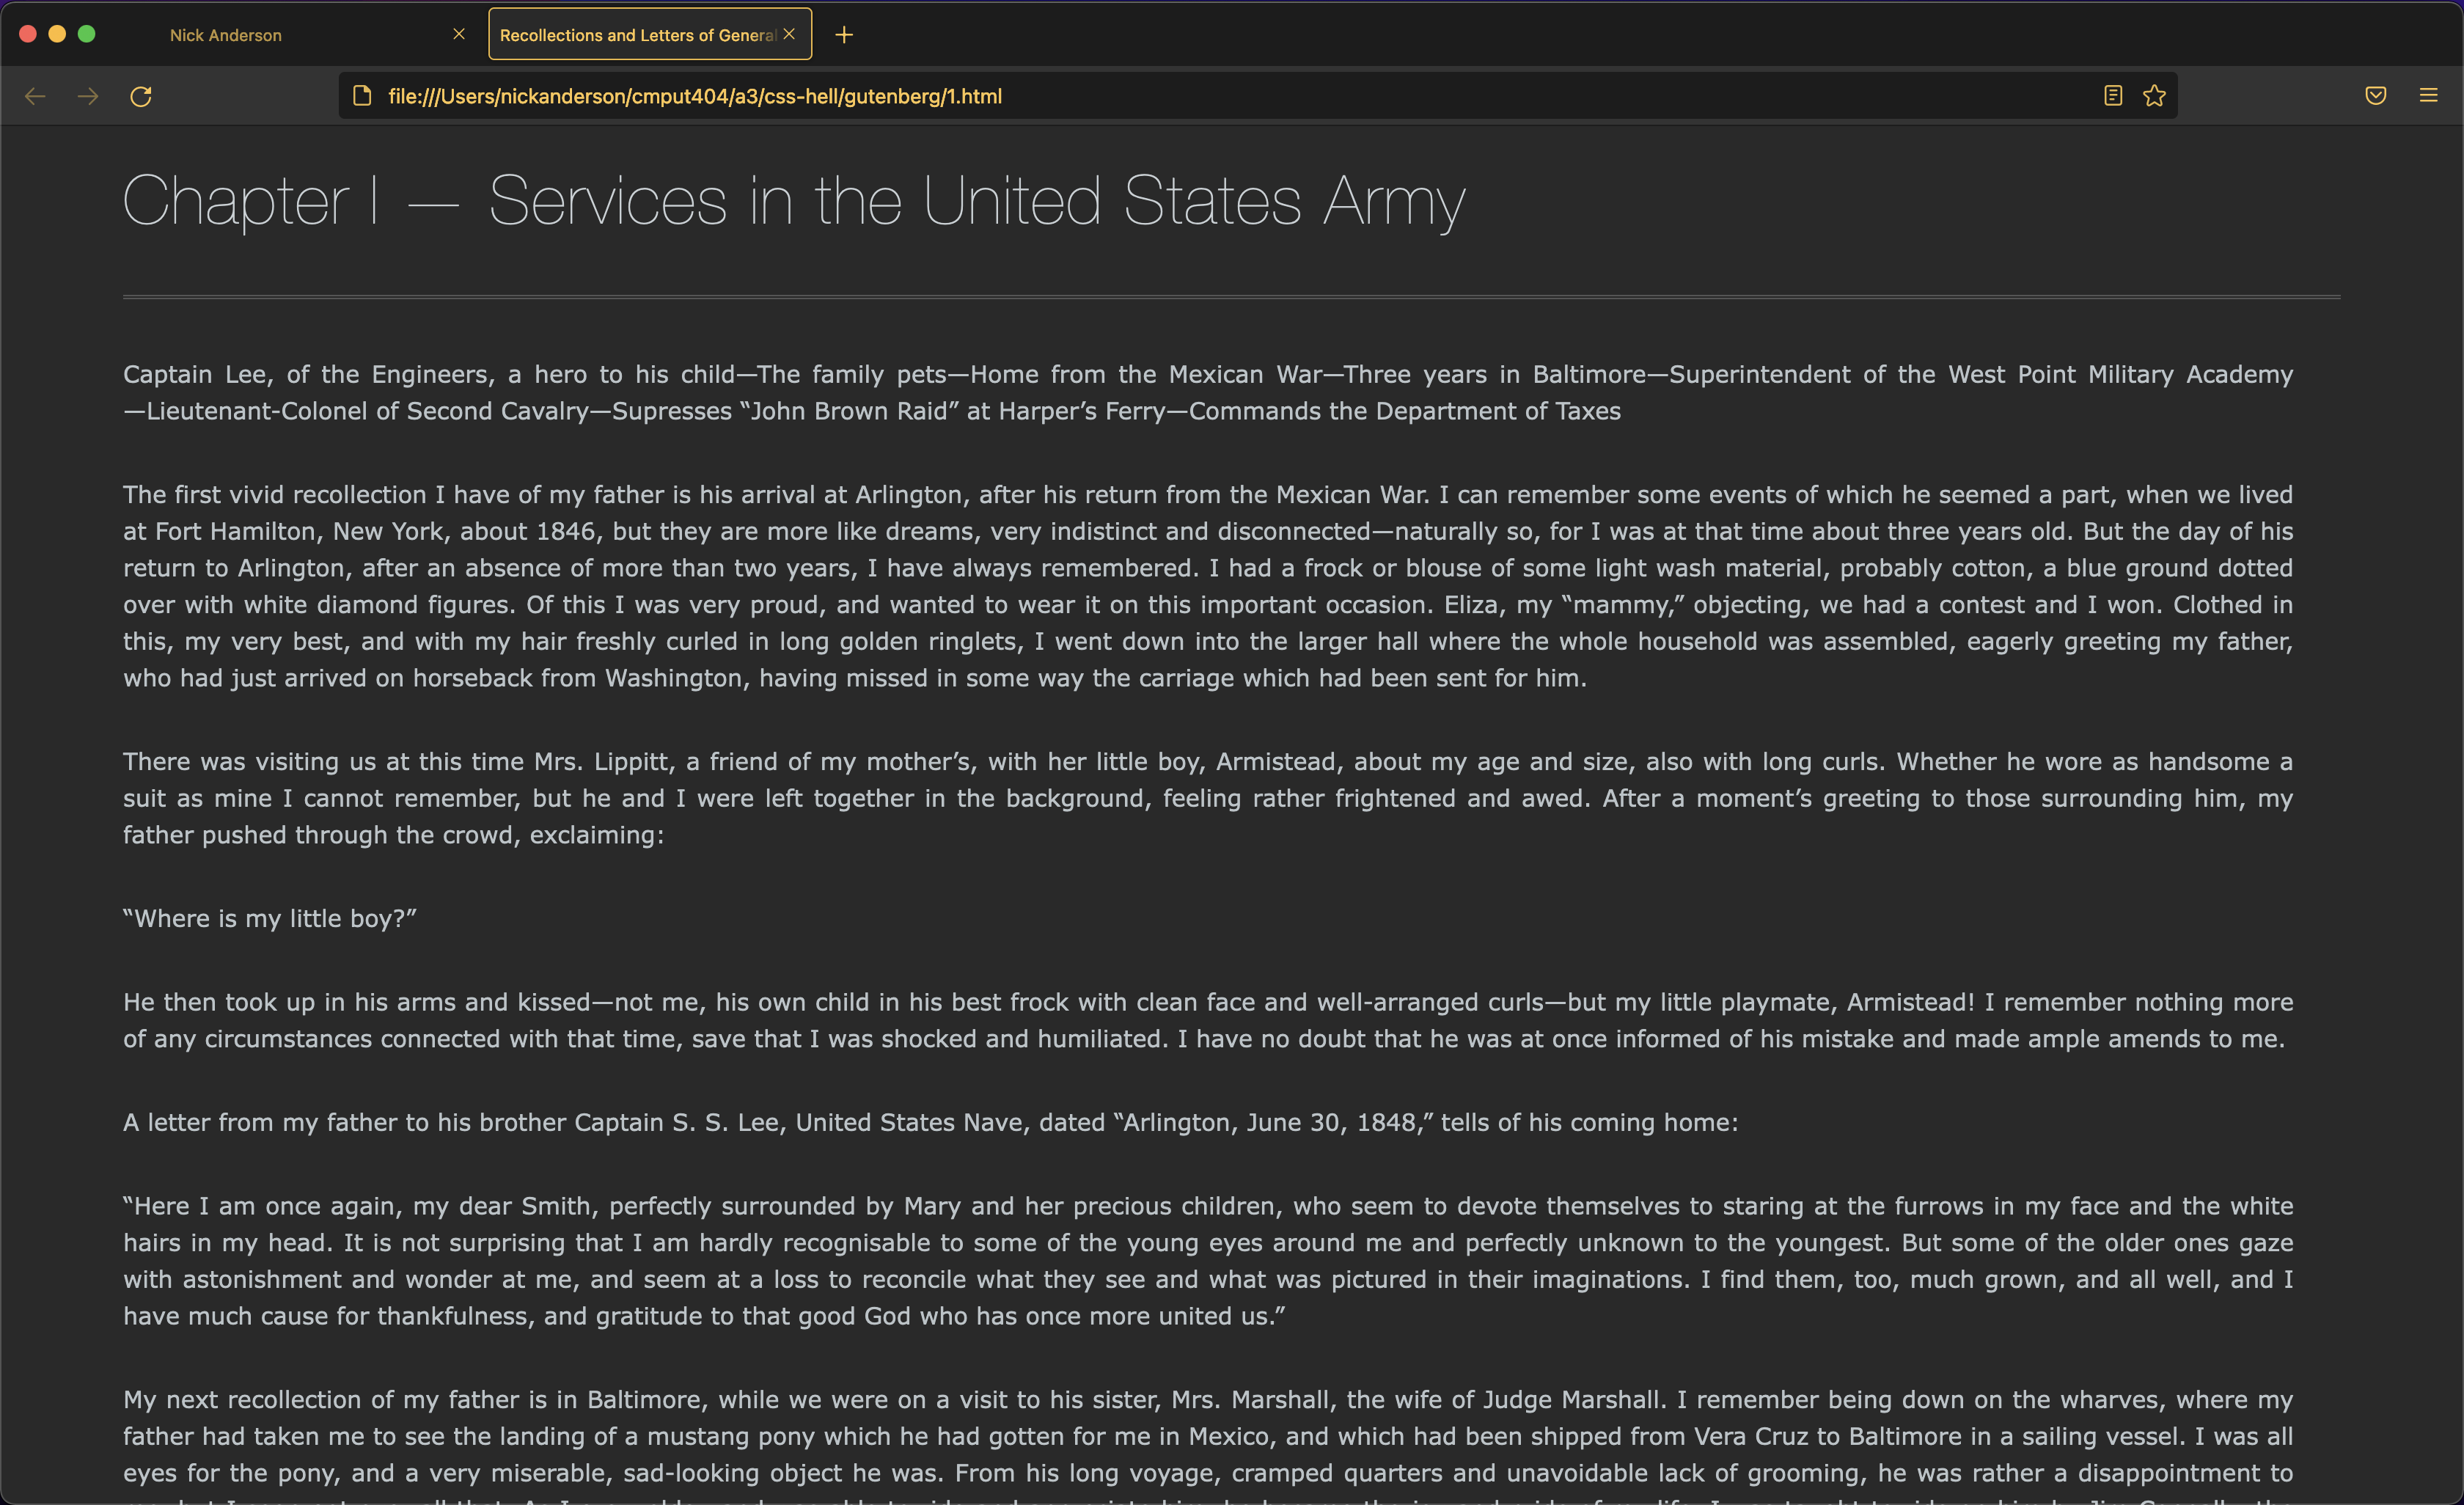 Nick Anderson
Recollections and Letters of General
file:///Users/nickanderson/cmput404/a3/css-hell/gutenberg/1.html
Chapter I — Services in the United States Army
Captain Lee, of the Engineers, a hero to his child—The family pets—Home from the Mexican War—Three years in Baltimore—Superintendent of the West Point Military Academy
—Lieutenant-Colonel of Second Cavalry—Supresses “John Brown Raid” at Harper’s Ferry—Commands the Department of Taxes
The first vivid recollection I have of my father is his arrival at Arlington, after his return from the Mexican War. I can remember some events of which he seemed a part, when we lived
at Fort Hamilton, New York, about 1846, but they are more like dreams, very indistinct and disconnected—naturally so, for I was at that time about three years old. But the day of his
return to Arlington, after an absence of more than two years, I have always remembered. I had a frock or blouse of some light wash material, probably cotton, a blue ground dotted
over with white diamond figures. Of this I was very proud, and wanted to wear it on this important occasion. Eliza, my “mammy,” objecting, we had a contest and I won. Clothed in
this, my very best, and with my hair freshly curled in long golden ringlets, I went down into the larger hall where the whole household was assembled, eagerly greeting my father,
who had just arrived on horseback from Washington, having missed in some way the carriage which had been sent for him.
There was visiting us at this time Mrs. Lippitt, a friend of my mother’s, with her little boy, Armistead, about my age and size, also with long curls. Whether he wore as handsome a
suit as mine I cannot remember, but he and I were left together in the background, feeling rather frightened and awed. After a moment’s greeting to those surrounding him, my
father pushed through the crowd, exclaiming:
“Where is my little boy?”
He then took up in his arms and kissed—not me, his own child in his best frock with clean face and well-arranged curls—but my little playmate, Armistead! I remember nothing more
of any circumstances connected with that time, save that I was shocked and humiliated. I have no doubt that he was at once informed of his mistake and made ample amends to me.
A letter from my father to his brother Captain S. S. Lee, United States Nave, dated “Arlington, June 30, 1848,” tells of his coming home:
“Here I am once again, my dear Smith, perfectly surrounded by Mary and her precious children, who seem to devote themselves to staring at the furrows in my face and the white
hairs in my head. It is not surprising that I am hardly recognisable to some of the young eyes around me and perfectly unknown to the youngest. But some of the older ones gaze
with astonishment and wonder at me, and seem at a loss to reconcile what they see and what was pictured in their imaginations. I find them, too, much grown, and all well, and I
have much cause for thankfulness, and gratitude to that good God who has once more united us.”
My next recollection of my father is in Baltimore, while we were on a visit to his sister, Mrs. Marshall, the wife of Judge Marshall. I remember being down on the wharves, where my
father had taken me to see the landing of a mustang pony which he had gotten for me in Mexico, and which had been shipped from Vera Cruz to Baltimore in a sailing vessel. I was all
eyes for the pony, and a very miserable, sad-looking object he was. From his long voyage, cramped quarters and unavoidable lack of grooming, he was rather a disappointment to